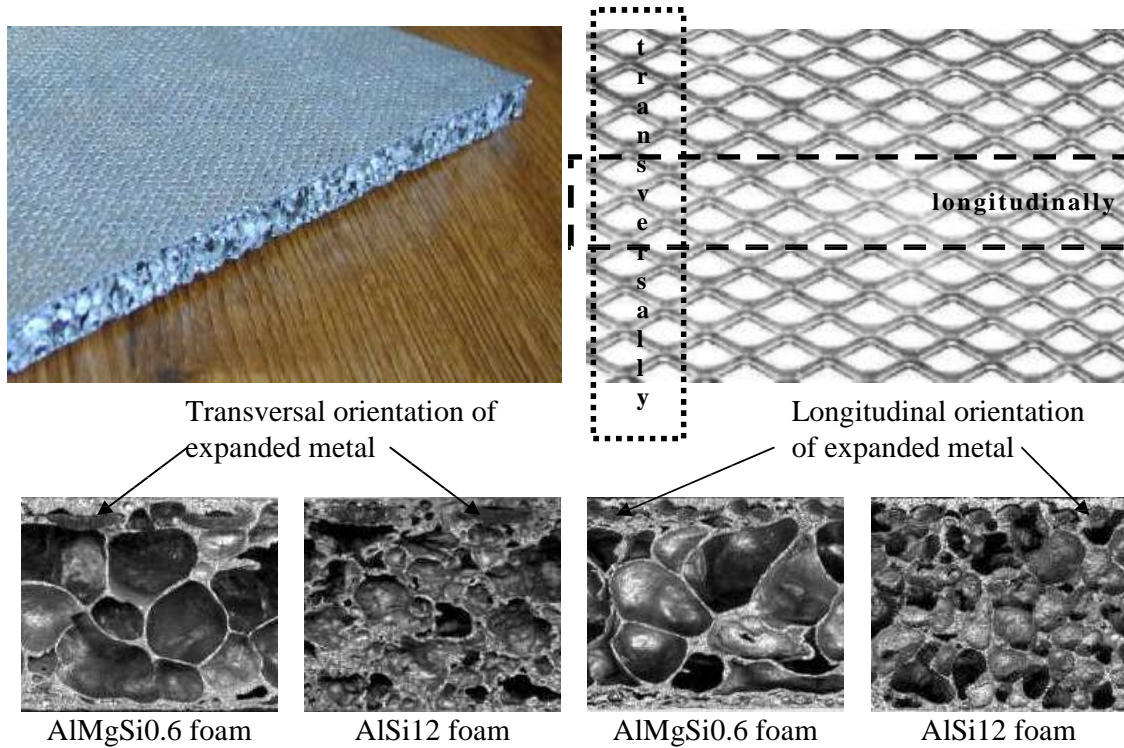 transversally
longitudinally
Transversal orientation of
expanded metal
Longitudinal orientation
of expanded metal
AlMgSi0.6 foam
AlSi12 foam
AlMgSi0.6 foam
AlSi12 foam